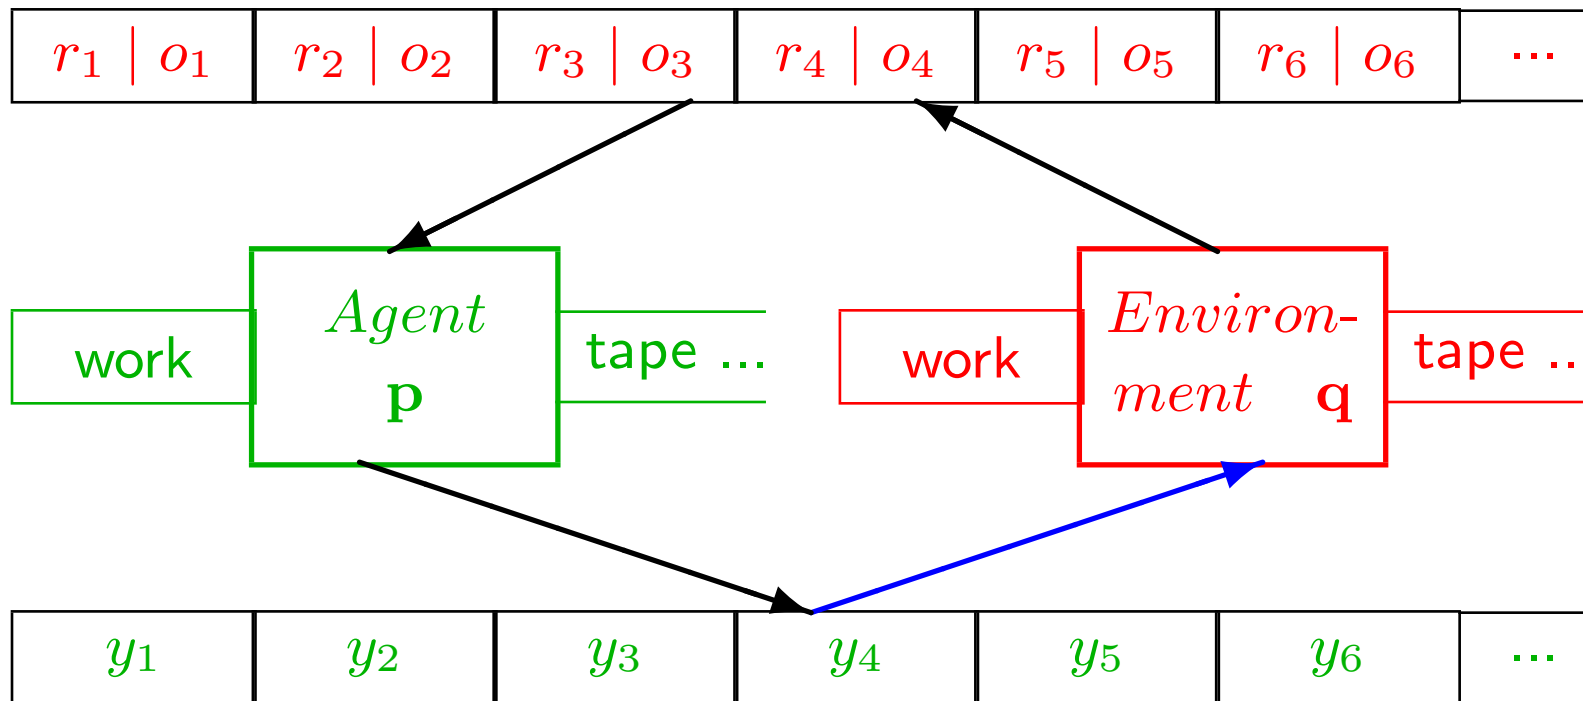 r₁ | o₁ r₂ | o₂ r₃ | o₃ r₄ | o₄ r₅ | o₅ r₆ | o₆ ...
work
Agent
p
tape ...
work
Environ-
ment q
tape ..
y₁ y₂ y₃ y₄ y₅ y₆ ...